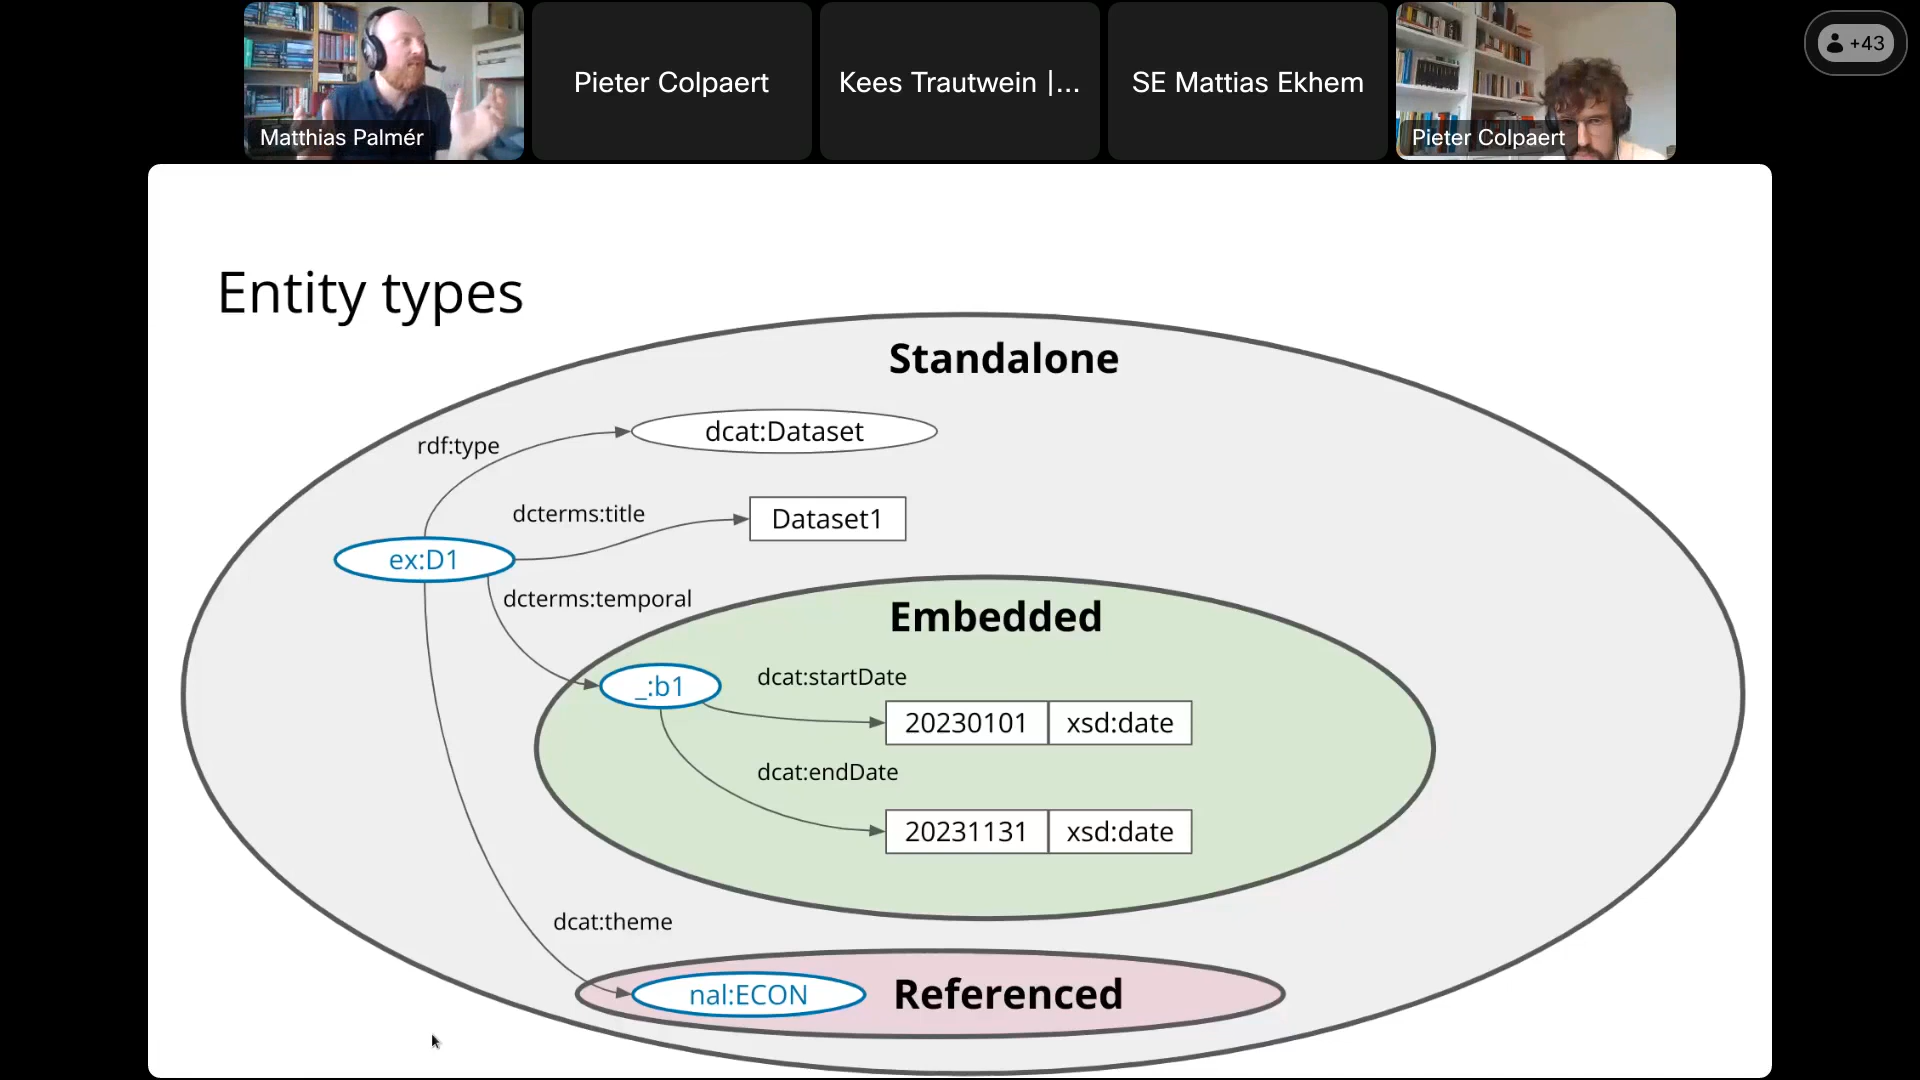 Matthias Palmér
Pieter Colpaert
Kees Trautwein |...
SE Mattias Ekhem
Pieter Colpaert
+43
Entity types
Standalone
rdf:type
dcat:Dataset
dcterms:title
Dataset1
ex:D1
dcterms:temporal
Embedded
_:b1
dcat:startDate
20230101 xsd:date
dcat:endDate
20231131 xsd:date
dcat:theme
nal:ECON
Referenced